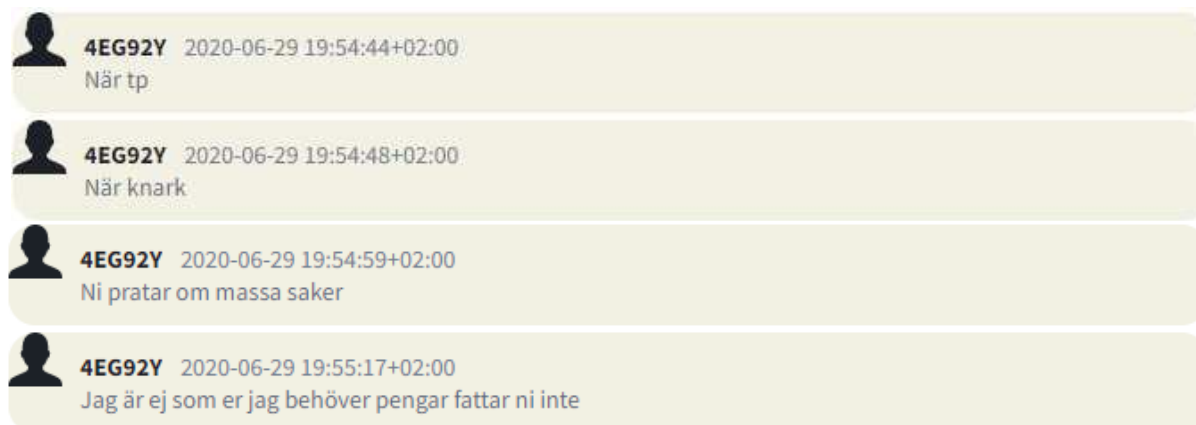 4EG92Y 2020-06-29 19:54:44+02:00
När tp
4EG92Y 2020-06-29 19:54:48+02:00
När knark
4EG92Y 2020-06-29 19:54:59+02:00
Ni pratar om massa saker
4EG92Y 2020-06-29 19:55:17+02:00
Jag är ej som er jag behöver pengar fattar ni inte